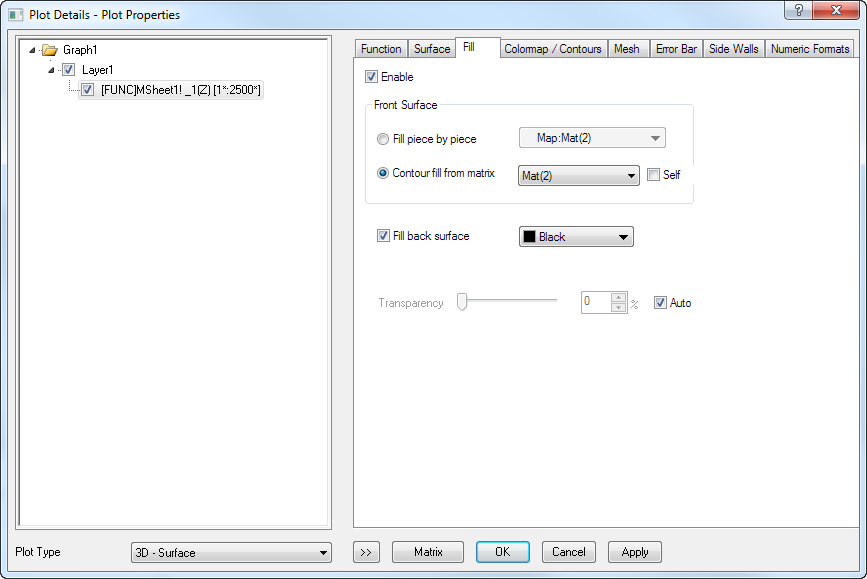 Plot Details - Plot Properties
?
Graph1
Layer1
[FUNC]MSheet1! _1(Z) [1*:2500*]
Function Surface Fill Colormap / Contours Mesh Error Bar Side Walls Numeric Formats
Enable
Front Surface
Fill piece by piece Map:Mat(2)
Contour fill from matrix Mat(2) Self
Fill back surface Black
Transparency 0 % Auto
Plot Type 3D - Surface >> Matrix OK Cancel Apply